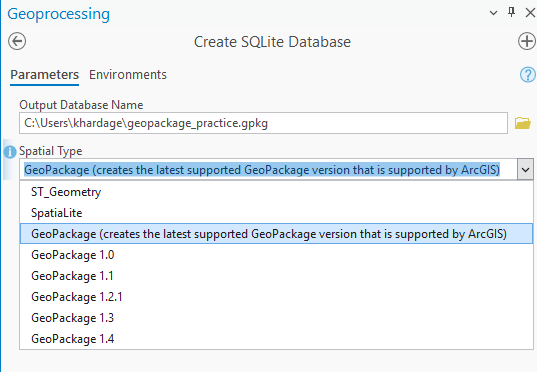 Geoprocessing
Create SQLite Database
Parameters Environments
Output Database Name
C:\Users\khardage\geopackage_practice.gpkg
Spatial Type
GeoPackage (creates the latest supported GeoPackage version that is supported by ArcGIS)
ST_Geometry
SpatiaLite
GeoPackage (creates the latest supported GeoPackage version that is supported by ArcGIS)
GeoPackage 1.0
GeoPackage 1.1
GeoPackage 1.2.1
GeoPackage 1.3
GeoPackage 1.4